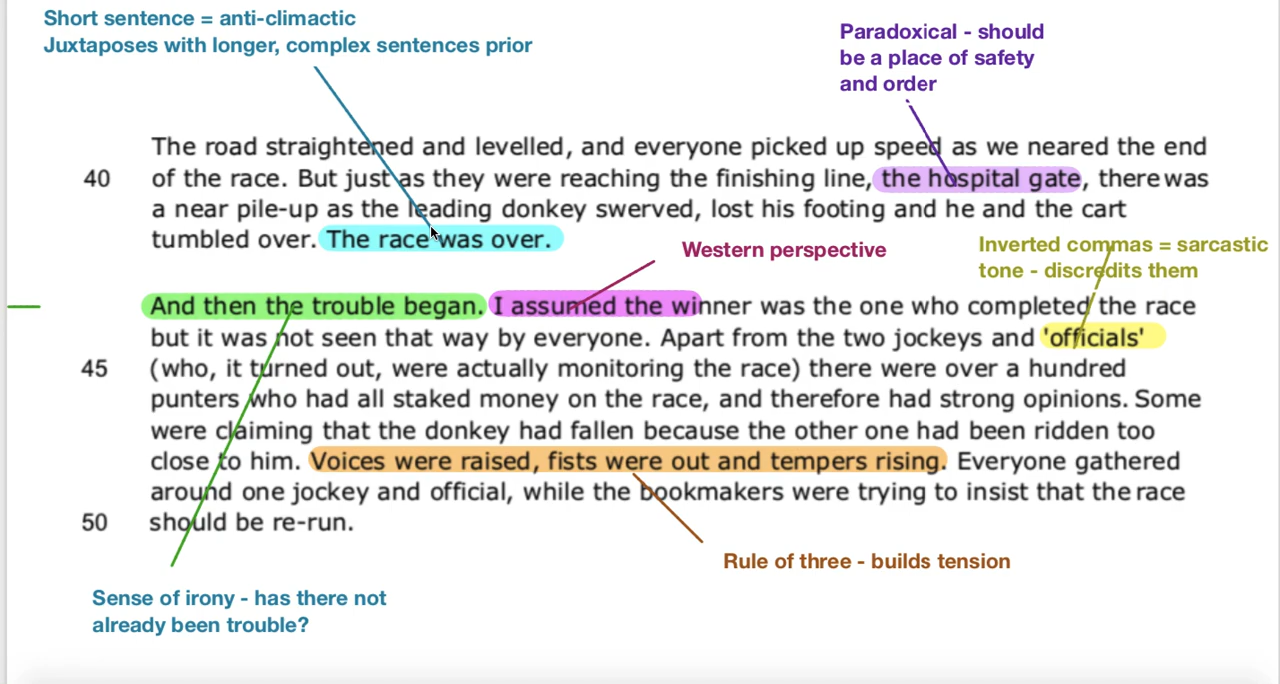 Short sentence = anti-climactic
Juxtaposes with longer, complex sentences prior
Paradoxical - should
be a place of safety
and order
The road straightened and levelled, and everyone picked up speed as we neared the end
40 of the race. But just as they were reaching the finishing line, the hospital gate, there was
a near pile-up as the leading donkey swerved, lost his footing and he and the cart
tumbled over. The race was over.
Western perspective
Inverted commas = sarcastic
tone - discredits them
And then the trouble began. I assumed the winner was the one who completed the race
but it was not seen that way by everyone. Apart from the two jockeys and 'officials'
45 (who, it turned out, were actually monitoring the race) there were over a hundred
punters who had all staked money on the race, and therefore had strong opinions. Some
were claiming that the donkey had fallen because the other one had been ridden too
close to him. Voices were raised, fists were out and tempers rising. Everyone gathered
around one jockey and official, while the bookmakers were trying to insist that the race
50 should be re-run.
Rule of three - builds tension
Sense of irony - has there not
already been trouble?